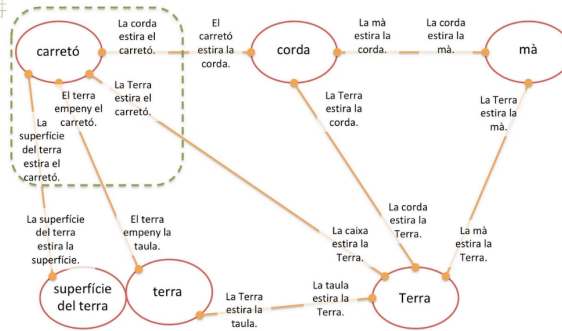 La corda
estira el
carretó.
El
carretó
estira la
corda.
La mà
estira la
corda.
La corda
estira la
mà.
carretó
corda
mà
El terra
empeny el
carretó.
La Terra
estira el
carretó.
La Terra
estira la
corda.
La Terra
estira la
mà.
La
superfície
del terra
estira el
carretó.
La superfície
del terra
estira la
superfície.
El terra
empeny la
taula.
La caixa
estira la
Terra.
La corda
estira la
Terra.
La mà
estira la
Terra.
superfície
del terra
terra
La Terra
estira la
taula.
La taula
estira la
Terra.
Terra